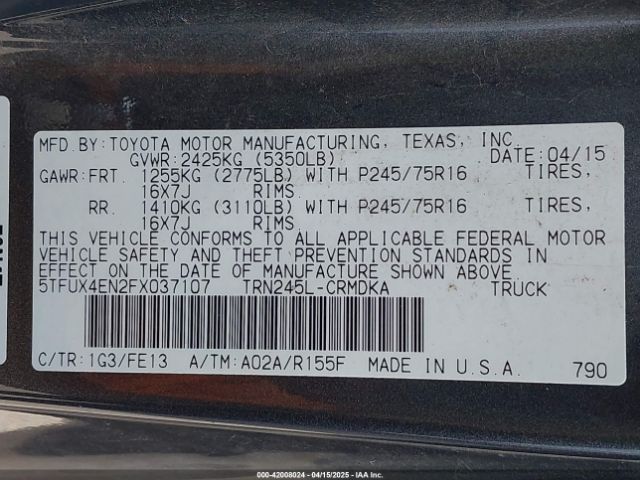 MFD.BY:TOYOTA MOTOR MANUFACTURING, TEXAS, INC.
GVWR:2425KG (5350LB) DATE:04/15
GAWR:FRT. 1255KG (2775LB) WITH P245/75R16 TIRES,
16X7J RIMS
RR. 1410KG (3110LB) WITH P245/75R16 TIRES,
16X7J RIMS
THIS VEHICLE CONFORMS TO ALL APPLICABLE FEDERAL MOTOR
VEHICLE SAFETY AND THEFT PREVENTION STANDARDS IN
EFFECT ON THE DATE OF MANUFACTURE SHOWN ABOVE.
5TFUX4EN2FX037107 TRN245L-CRMDKA TRUCK
C/TR:1G3/FE13 A/TM:A02A/R155F MADE IN U.S.A. 790
000-42008024 - 04/15/2025 - IAA Inc.